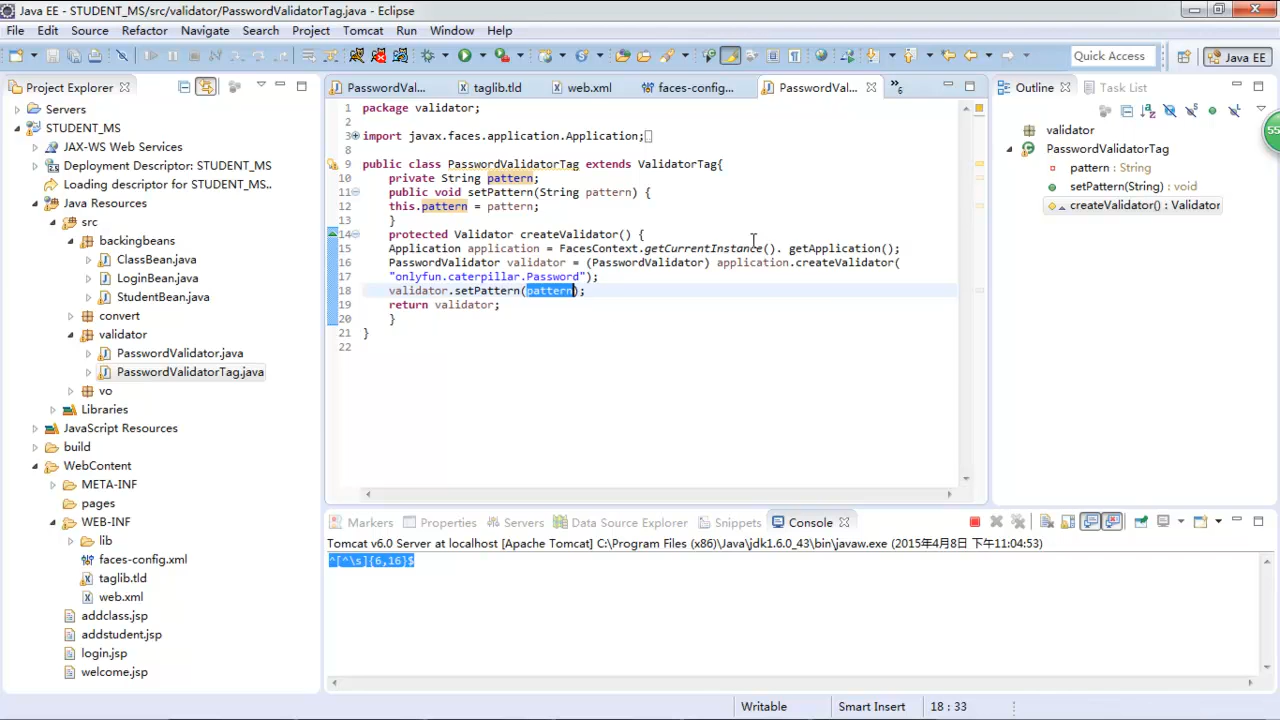 Java EE - STUDENT_MS/src/validator/PasswordValidatorTag.java - Eclipse
File Edit Source Refactor Navigate Search Project Tomcat Run Window Help
Quick Access
Java EE
Project Explorer
Servers
STUDENT_MS
JAX-WS Web Services
Deployment Descriptor: STUDENT_MS
Loading descriptor for STUDENT_MS..
Java Resources
src
backingbeans
ClassBean.java
LoginBean.java
StudentBean.java
convert
validator
PasswordValidator.java
PasswordValidatorTag.java
vo
Libraries
JavaScript Resources
build
WebContent
META-INF
pages
WEB-INF
lib
faces-config.xml
taglib.tld
web.xml
addclass.jsp
addstudent.jsp
login.jsp
welcome.jsp
PasswordVal... taglib.tld web.xml faces-config... PasswordVal... »6
1 package validator;
2
3 import javax.faces.application.Application;
8
9 public class PasswordValidatorTag extends ValidatorTag{
10 private String pattern;
11 public void setPattern(String pattern) {
12 this.pattern = pattern;
13 }
14 protected Validator createValidator() {
15 Application application = FacesContext.getCurrentInstance(). getApplication();
16 PasswordValidator validator = (PasswordValidator) application.createValidator(
17 "onlyfun.caterpillar.Password");
18 validator.setPattern(pattern);
19 return validator;
20 }
21 }
22
Outline Task List
validator
PasswordValidatorTag
pattern : String
setPattern(String) : void
createValidator() : Validator
55
Markers Properties Servers Data Source Explorer Snippets Console
Tomcat v6.0 Server at localhost [Apache Tomcat] C:\Program Files (x86)\Java\jdk1.6.0_43\bin\javaw.exe (2015年4月8日 下午11:04:53)
^[^\s]{6,16}$
Writable Smart Insert 18 : 33